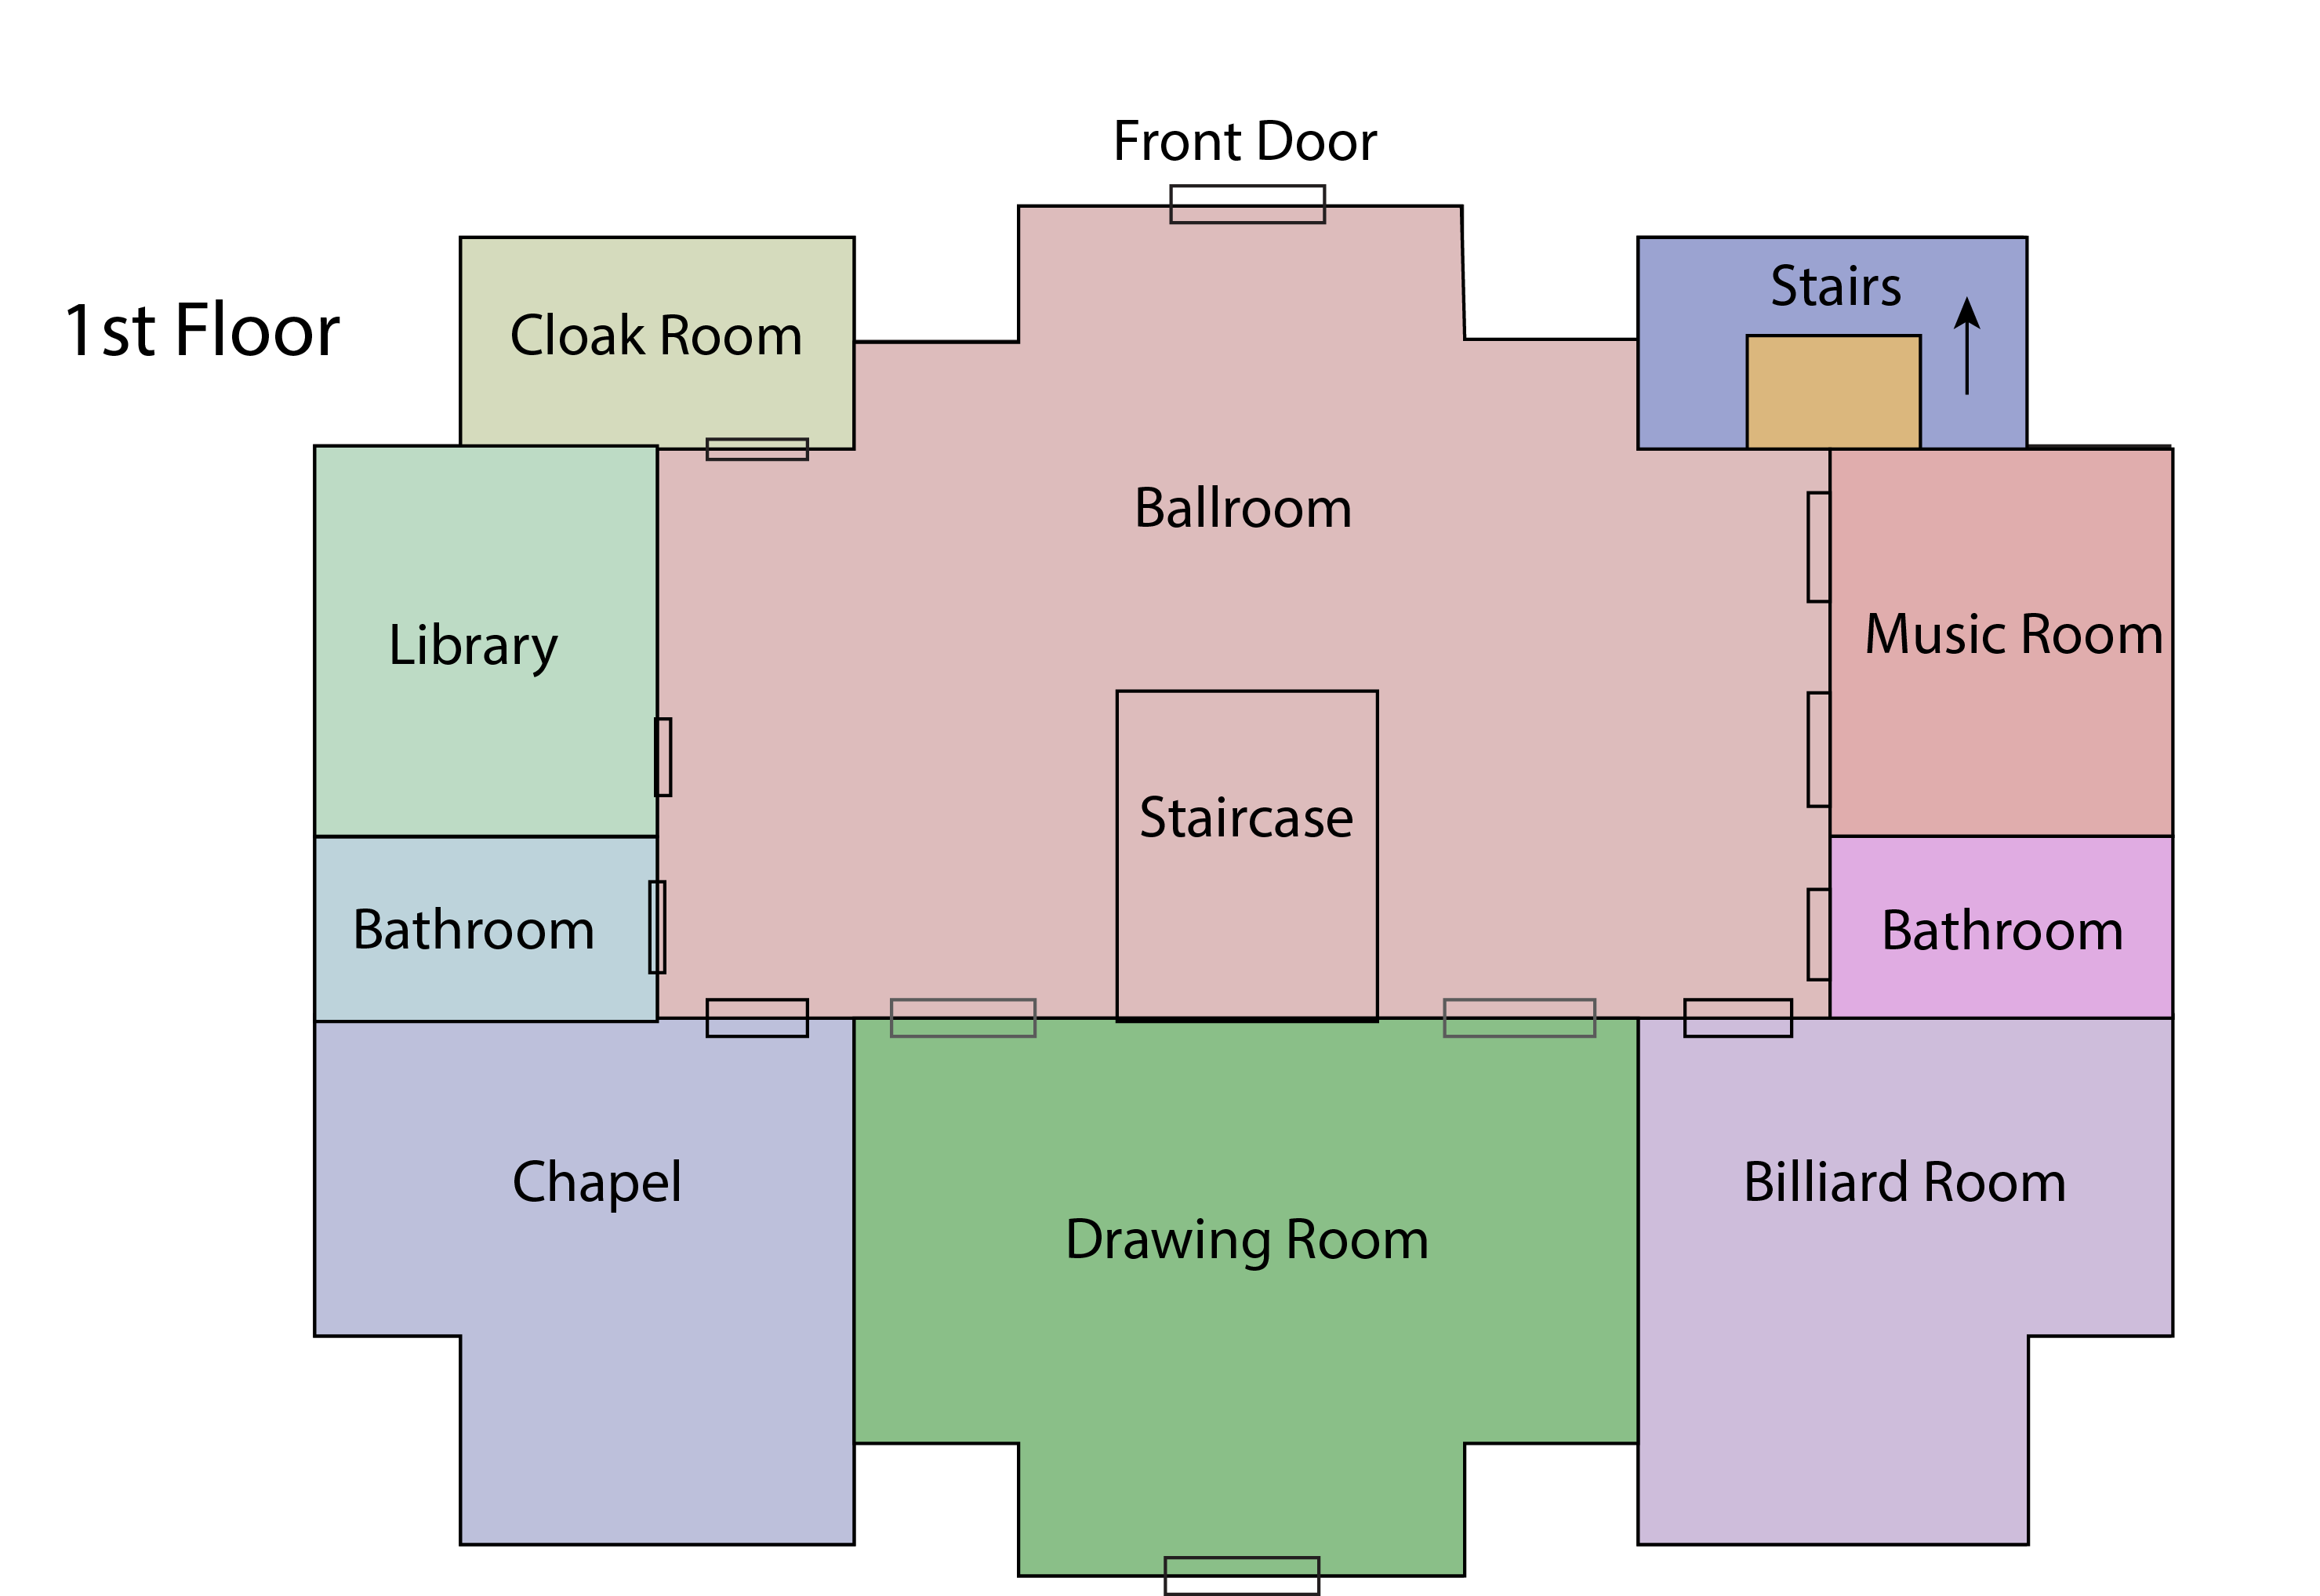 Front Door
1st Floor
Cloak Room
Stairs
Ballroom
Library
Music Room
Staircase
Bathroom
Bathroom
Chapel
Billiard Room
Drawing Room